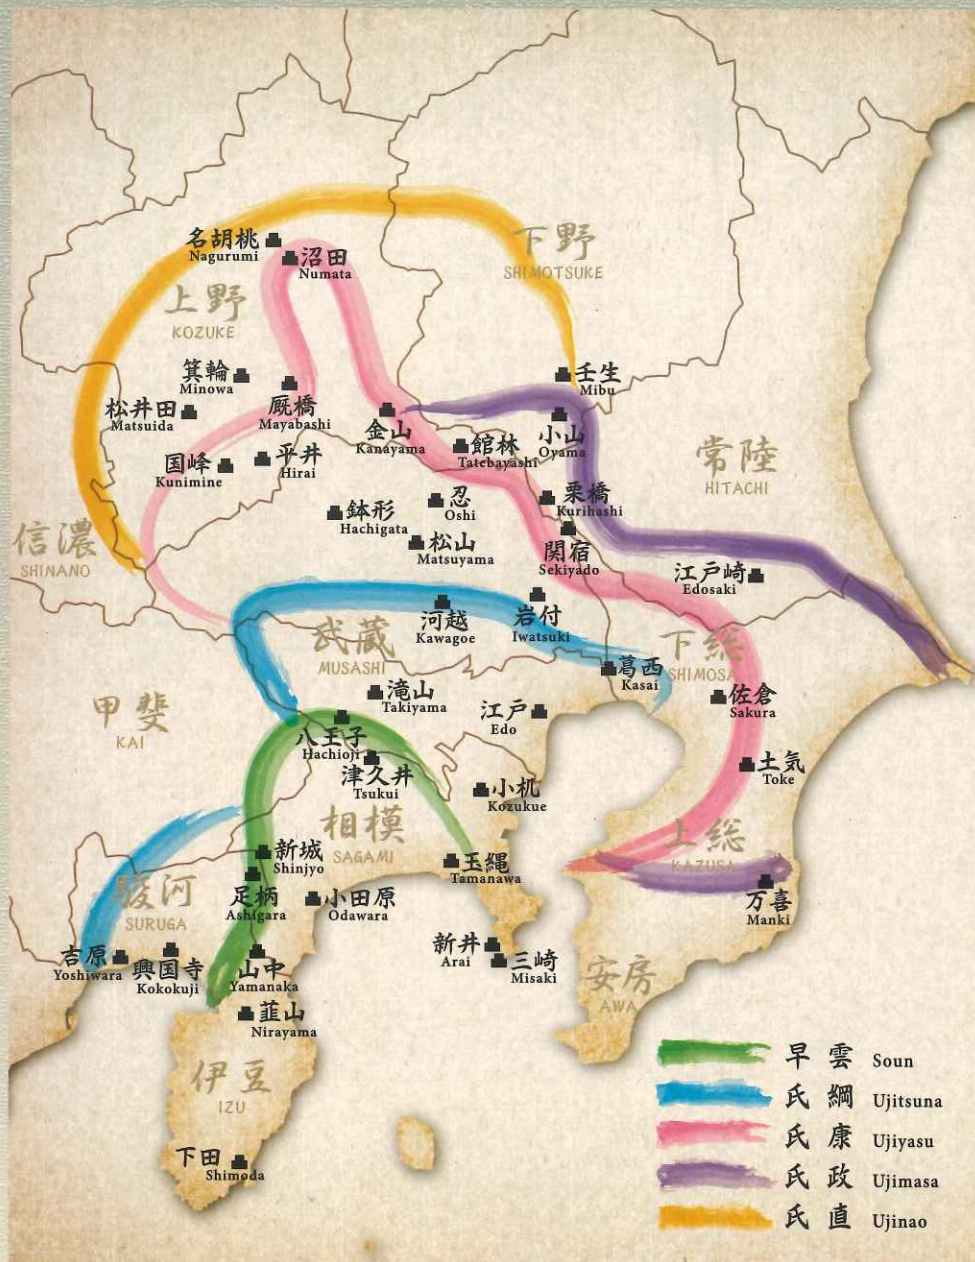 名胡桃
Nagurumi
沼田
Numata
下野
SHIMOTSUKE
上野
KOZUKE
箕輪
Minowa
厩橋
Mayabashi
壬生
Mibu
松井田
Matsuida
金山
Kanayama
小山
Oyama
館林
Tatebayashi
国峰
Kunimine
平井
Hirai
常陸
HITACHI
鉢形
Hachigata
忍
Oshi
栗橋
Kurihashi
松山
Matsuyama
関宿
Sekiyado
信濃
SHINANO
江戸崎
Edosaki
河越
Kawagoe
岩付
Iwatsuki
武蔵
MUSASHI
下総
SHIMOSA
葛西
Kasai
滝山
Takiyama
佐倉
Sakura
甲斐
KAI
江戸
Edo
八王子
Hachioji
津久井
Tsukui
土気
Toke
小机
Kozukue
相模
SAGAMI
上総
KAZUSA
新城
Shinjyo
玉縄
Tamanawa
足柄
Ashigara
小田原
Odawara
万喜
Manki
駿河
SURUGA
吉原
Yoshiwara
興国寺
Kokokuji
山中
Yamanaka
新井
Arai
三崎
Misaki
安房
AWA
韮山
Nirayama
伊豆
IZU
下田
Shimoda
早雲 Soun
氏綱 Ujitsuna
氏康 Ujiyasu
氏政 Ujimasa
氏直 Ujinao